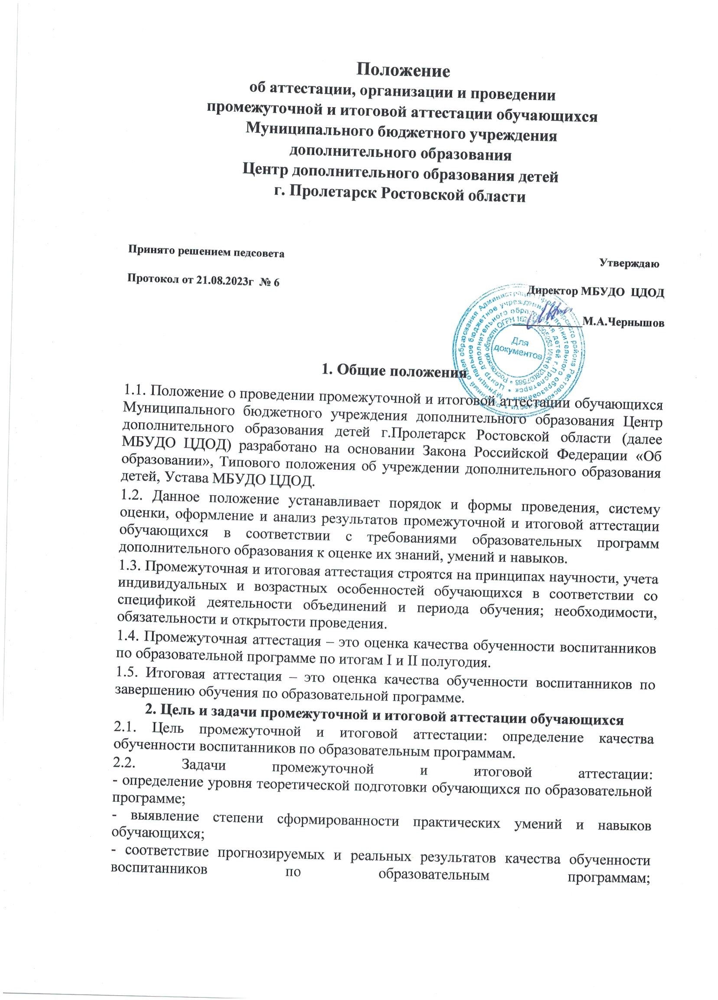 Положение
об аттестации, организации и проведении
промежуточной и итоговой аттестации обучающихся
Муниципального бюджетного учреждения
дополнительного образования
Центр дополнительного образования детей
г. Пролетарск Ростовской области
Принято решением педсовета
Утверждаю
Протокол от 21.08.2023г № 6
Директор МБУДО ЦДОД
М.А.Чернышов
Для
документов
1. Общие положения
1.1. Положение о проведении промежуточной и итоговой аттестации обучающихся
Муниципального бюджетного учреждения дополнительного образования Центр
дополнительного образования детей г.Пролетарск Ростовской области (далее
МБУДО ЦДОД) разработано на основании Закона Российской Федерации «Об
образовании», Типового положения об учреждении дополнительного образования
детей, Устава МБУДО ЦДОД.
1.2. Данное положение устанавливает порядок и формы проведения, систему
оценки, оформление и анализ результатов промежуточной и итоговой аттестации
обучающихся в соответствии с требованиями образовательных программ
дополнительного образования к оценке их знаний, умений и навыков.
1.3. Промежуточная и итоговая аттестация строятся на принципах научности, учета
индивидуальных и возрастных особенностей обучающихся в соответствии со
спецификой деятельности объединений и периода обучения; необходимости,
обязательности и открытости проведения.
1.4. Промежуточная аттестация – это оценка качества обученности воспитанников
по образовательной программе по итогам I и II полугодия.
1.5. Итоговая аттестация – это оценка качества обученности воспитанников по
завершению обучения по образовательной программе.
2. Цель и задачи промежуточной и итоговой аттестации обучающихся
2.1. Цель промежуточной и итоговой аттестации: определение качества
обученности воспитанников по образовательным программам.
2.2. Задачи промежуточной и итоговой аттестации:
- определение уровня теоретической подготовки обучающихся по образовательной
программе;
- выявление степени сформированности практических умений и навыков
обучающихся;
- соответствие прогнозируемых и реальных результатов качества обученности
воспитанников по образовательным программам;